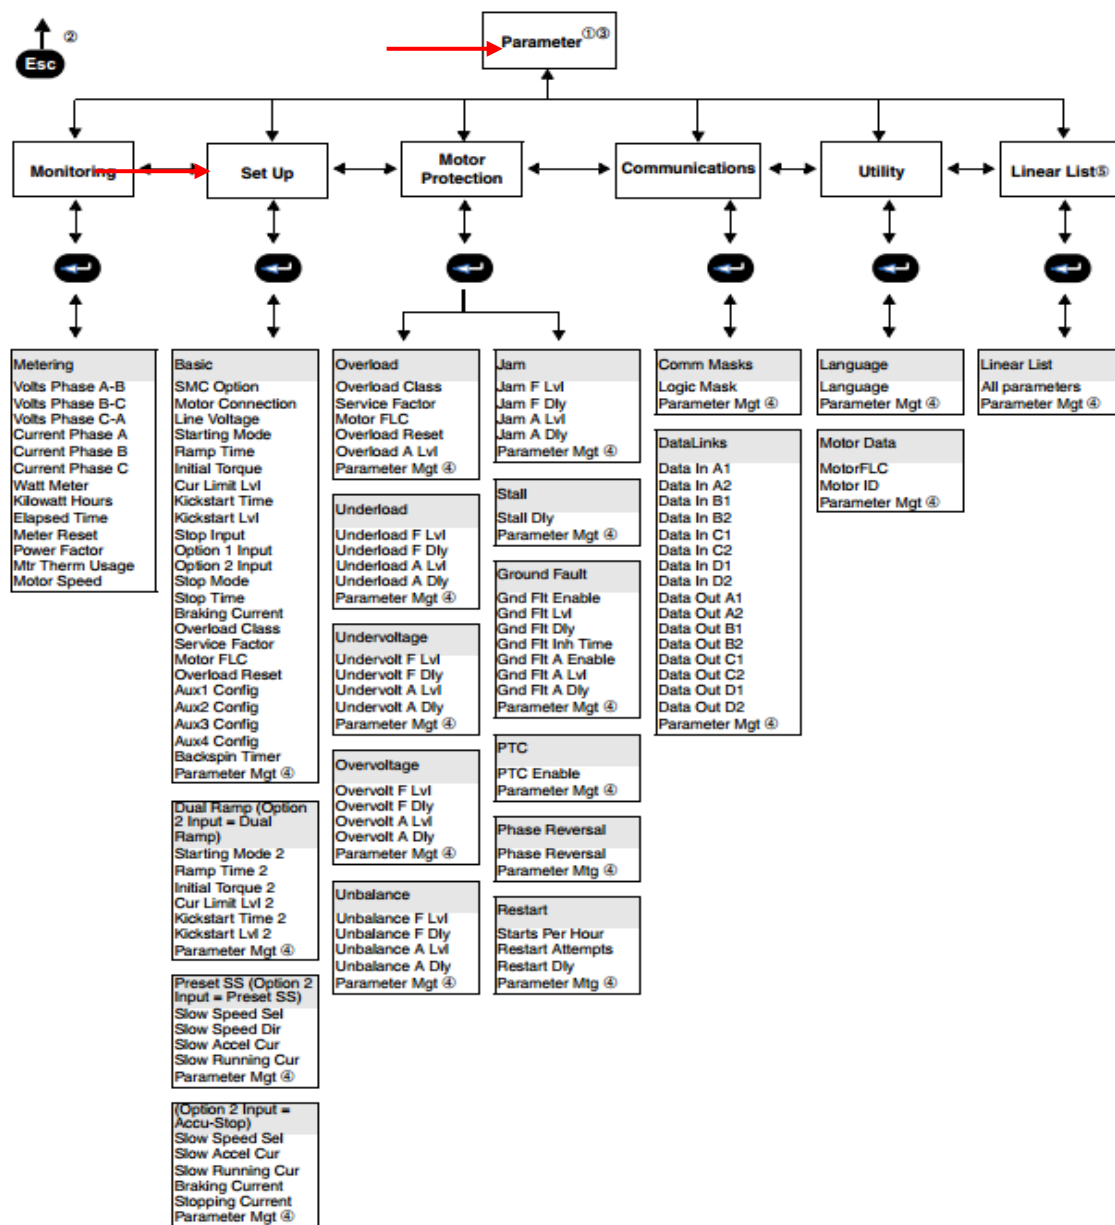 Esc ②
Parameter①③
Monitoring
Set Up
Motor
Protection
Communications
Utility
Linear List⑤
Metering
Volts Phase A-B
Volts Phase B-C
Volts Phase C-A
Current Phase A
Current Phase B
Current Phase C
Watt Meter
Kilowatt Hours
Elapsed Time
Meter Reset
Power Factor
Mtr Therm Usage
Motor Speed
Basic
SMC Option
Motor Connection
Line Voltage
Starting Mode
Ramp Time
Initial Torque
Cur Limit Lvl
Kickstart Time
Kickstart Lvl
Stop Input
Option 1 Input
Option 2 Input
Stop Mode
Stop Time
Braking Current
Overload Class
Service Factor
Motor FLC
Overload Reset
Aux1 Config
Aux2 Config
Aux3 Config
Aux4 Config
Backspin Timer
Parameter Mgt ④
Dual Ramp (Option
2 Input = Dual
Ramp)
Starting Mode 2
Ramp Time 2
Initial Torque 2
Cur Limit Lvl 2
Kickstart Time 2
Kickstart Lvl 2
Parameter Mgt ④
Preset SS (Option 2
Input = Preset SS)
Slow Speed Sel
Slow Speed Dir
Slow Accel Cur
Slow Running Cur
Parameter Mgt ④
(Option 2 Input =
Accu-Stop)
Slow Speed Sel
Slow Accel Cur
Slow Running Cur
Braking Current
Stopping Current
Parameter Mgt ④
Overload
Overload Class
Service Factor
Motor FLC
Overload Reset
Overload A Lvl
Parameter Mgt ④
Underload
Underload F Lvl
Underload F Dly
Underload A Lvl
Underload A Dly
Parameter Mgt ④
Undervoltage
Undervolt F Lvl
Undervolt F Dly
Undervolt A Lvl
Undervolt A Dly
Parameter Mgt ④
Overvoltage
Overvolt F Lvl
Overvolt F Dly
Overvolt A Lvl
Overvolt A Dly
Parameter Mgt ④
Unbalance
Unbalance F Lvl
Unbalance F Dly
Unbalance A Lvl
Unbalance A Dly
Parameter Mgt ④
Jam
Jam F Lvl
Jam F Dly
Jam A Lvl
Jam A Dly
Parameter Mgt ④
Stall
Stall Dly
Parameter Mgt ④
Ground Fault
Gnd Flt Enable
Gnd Flt Lvl
Gnd Flt Dly
Gnd Flt Inh Time
Gnd Flt A Enable
Gnd Flt A Lvl
Gnd Flt A Dly
Parameter Mgt ④
PTC
PTC Enable
Parameter Mgt ④
Phase Reversal
Phase Reversal
Parameter Mtg ④
Restart
Starts Per Hour
Restart Attempts
Restart Dly
Parameter Mtg ④
Comm Masks
Logic Mask
Parameter Mgt ④
DataLinks
Data In A1
Data In A2
Data In B1
Data In B2
Data In C1
Data In C2
Data In D1
Data In D2
Data Out A1
Data Out A2
Data Out B1
Data Out B2
Data Out C1
Data Out C2
Data Out D1
Data Out D2
Parameter Mgt ④
Language
Language
Parameter Mgt ④
Motor Data
MotorFLC
Motor ID
Parameter Mgt ④
Linear List
All parameters
Parameter Mgt ④